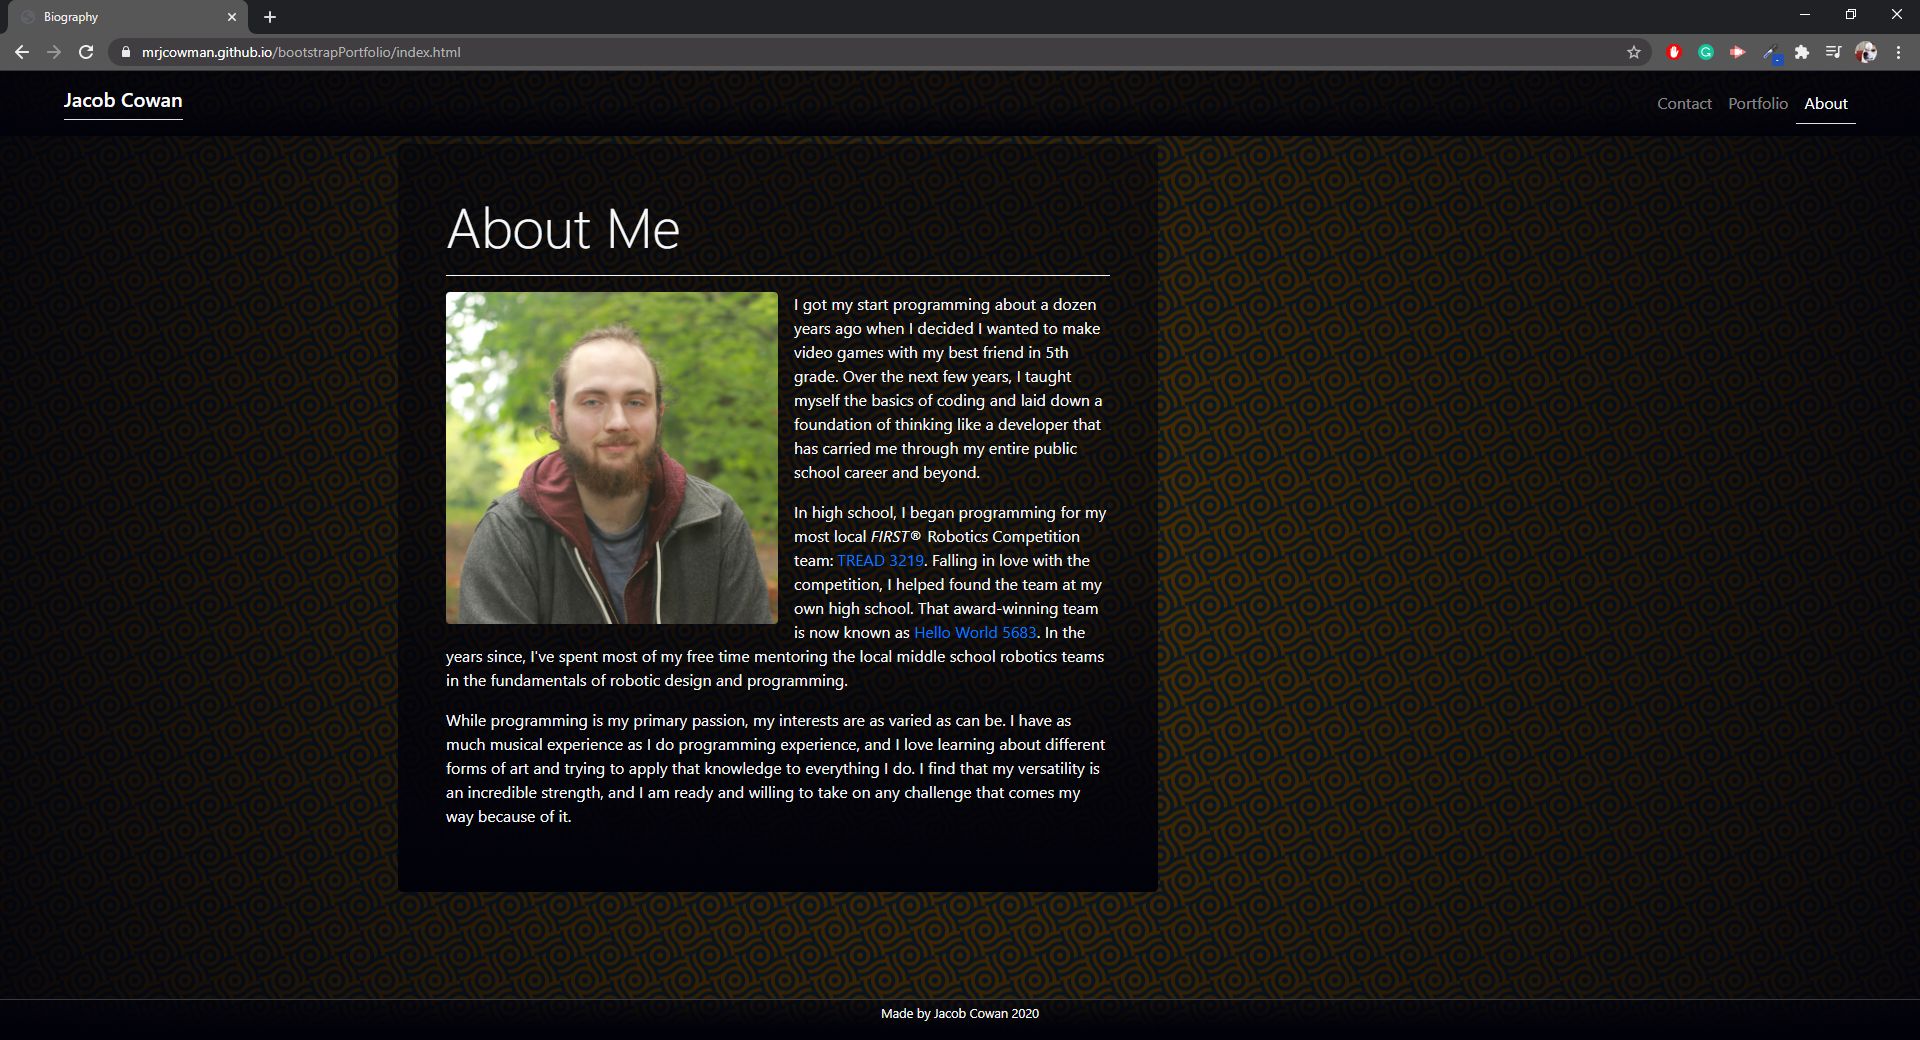 Biography
mrjcowman.github.io/bootstrapPortfolio/index.html
Jacob Cowan
Contact Portfolio About
About Me
I got my start programming about a dozen
years ago when I decided I wanted to make
video games with my best friend in 5th
grade. Over the next few years, I taught
myself the basics of coding and laid down a
foundation of thinking like a developer that
has carried me through my entire public
school career and beyond.
In high school, I began programming for my
most local FIRST® Robotics Competition
team: TREAD 3219. Falling in love with the
competition, I helped found the team at my
own high school. That award-winning team
is now known as Hello World 5683. In the
years since, I've spent most of my free time mentoring the local middle school robotics teams
in the fundamentals of robotic design and programming.
While programming is my primary passion, my interests are as varied as can be. I have as
much musical experience as I do programming experience, and I love learning about different
forms of art and trying to apply that knowledge to everything I do. I find that my versatility is
an incredible strength, and I am ready and willing to take on any challenge that comes my
way because of it.
Made by Jacob Cowan 2020